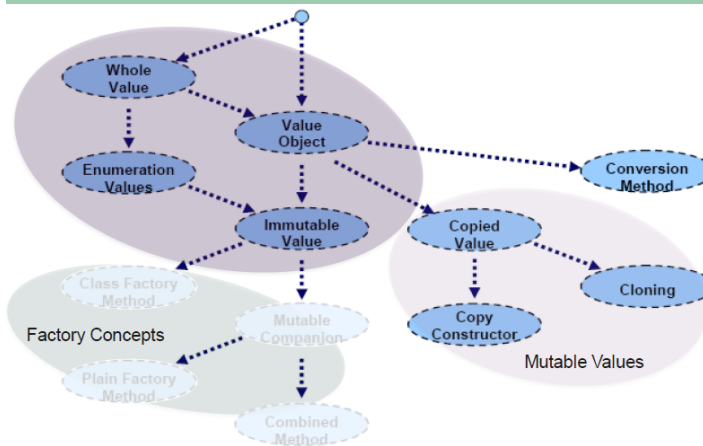 Whole
Value
Value
Object
Enumeration
Values
Conversion
Method
Immutable
Value
Copied
Value
Class Factory
Method
Cloning
Factory Concepts
Mutable
Companion
Copy
Constructor
Mutable Values
Plain Factory
Method
Combined
Method